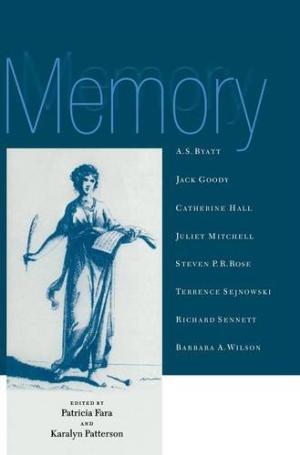 Memory
A.S. BYATT
JACK GOODY
CATHERINE HALL
JULIET MITCHELL
STEVEN P.R. ROSE
TERRENCE SEJNOWSKI
RICHARD SENNETT
BARBARA A. WILSON
EDITED BY
Patricia Fara
AND
Karalyn Patterson